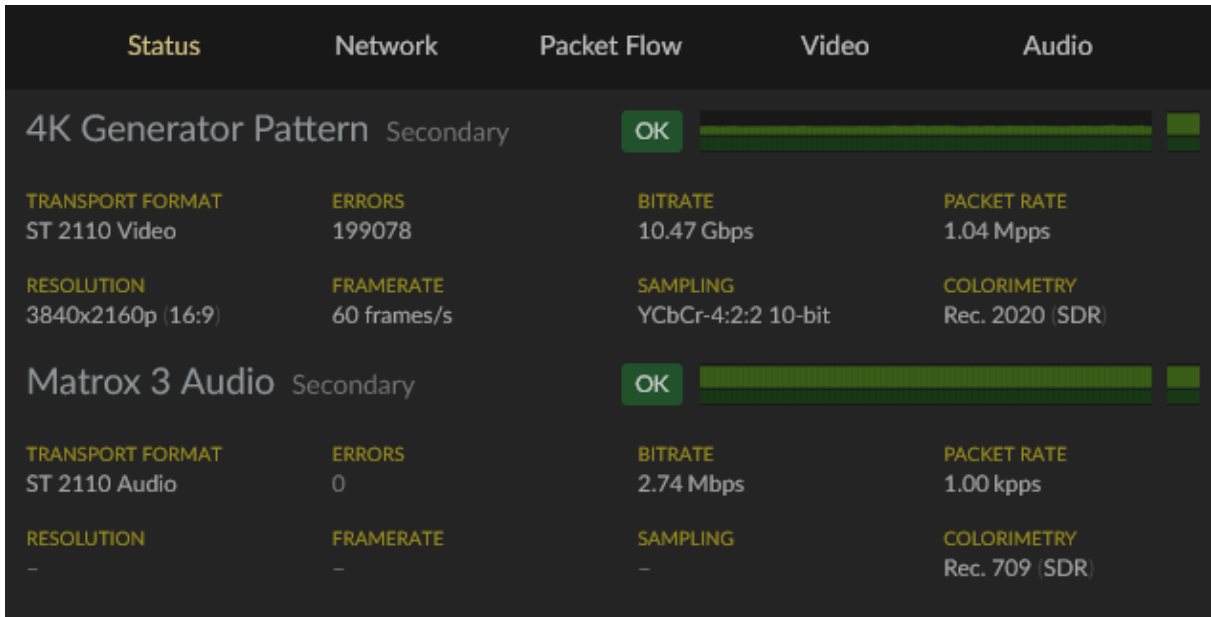 Status Network Packet Flow Video Audio
4K Generator Pattern Secondary OK
TRANSPORT FORMAT ERRORS BITRATE PACKET RATE
ST 2110 Video 199078 10.47 Gbps 1.04 Mpps
RESOLUTION FRAMERATE SAMPLING COLORIMETRY
3840x2160p (16:9) 60 frames/s YCbCr-4:2:2 10-bit Rec. 2020 (SDR)
Matrox 3 Audio Secondary OK
TRANSPORT FORMAT ERRORS BITRATE PACKET RATE
ST 2110 Audio 0 2.74 Mbps 1.00 kpps
RESOLUTION FRAMERATE SAMPLING COLORIMETRY
– – – Rec. 709 (SDR)